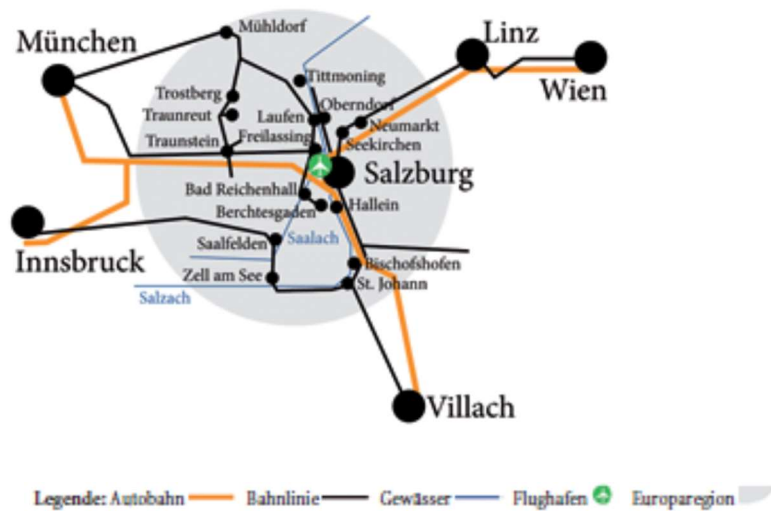 Mühldorf
Linz
München
Tittmoning
Wien
Trostberg
Oberndorf
Traunreut
Laufen
Neumarkt
Traunstein
Freilassing
Seekirchen
Salzburg
Bad Reichenhall
Berchtesgaden
Hallein
Saalfelden
Saalach
Innsbruck
Bischofshofen
Zell am See
St. Johann
Salzach
Villach
Legende: Autobahn Bahnlinie Gewässer Flughafen Europaregion